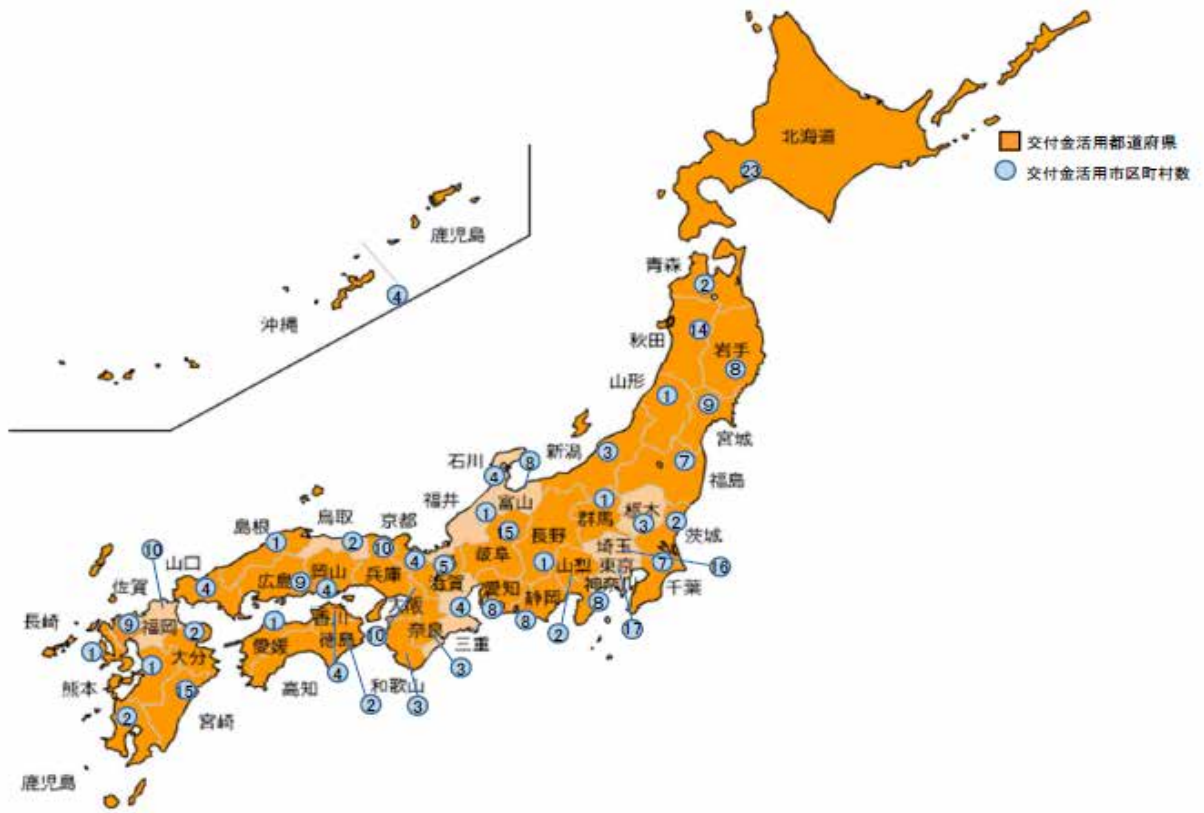 北海道
23
交付金活用都道府県
交付金活用市区町村数
鹿児島
4
沖縄
青森
2
14
秋田
岩手
8
山形
1
9
宮城
新潟
3
7
福島
石川
4
8
福井
富山
1
群馬
1
栃木
3
2
茨城
鳥取
京都
島根
1
2
10
15
長野
埼玉
岐阜
4
5
1
山梨
東京
7
16
10
山口
佐賀
4
広島
9
岡山
4
兵庫
滋賀
愛知
静岡
神奈川
千葉
4
8
8
2
8
17
大阪
長崎
9
福岡
2
1
香川
愛媛
徳島
10
奈良
三重
1
大分
1
熊本
高知
4
和歌山
3
15
2
宮崎
2
3
鹿児島